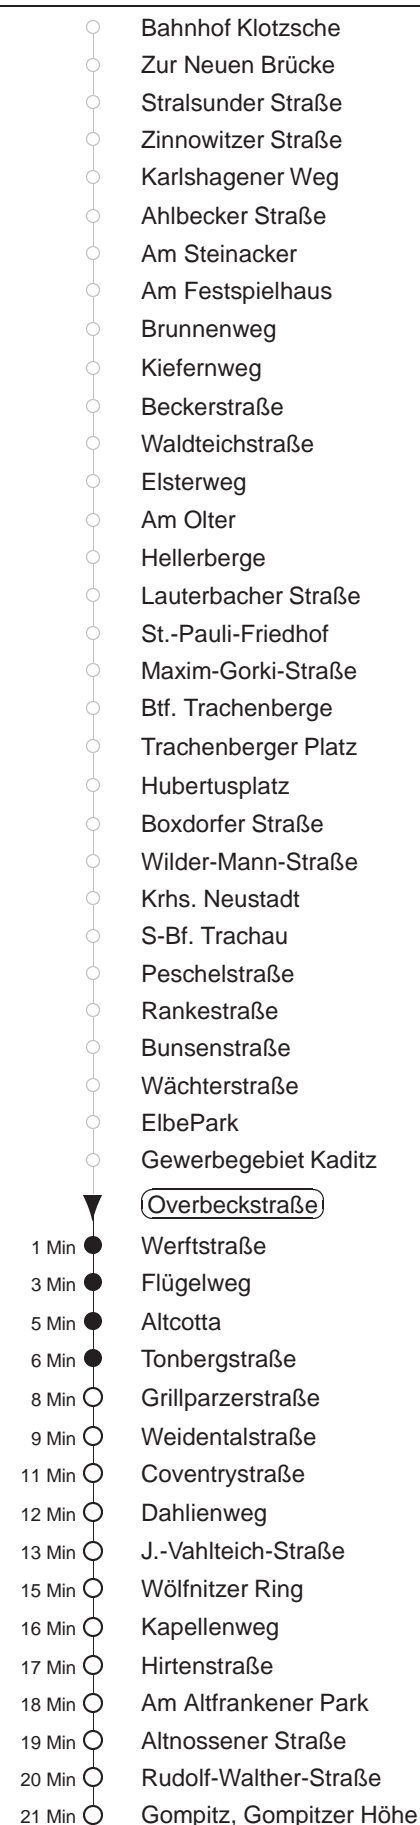 Bahnhof Klotzsche
Zur Neuen Brücke
Stralsunder Straße
Zinnowitzer Straße
Karlshagener Weg
Ahlbecker Straße
Am Steinacker
Am Festspielhaus
Brunnenweg
Kiefernweg
Beckerstraße
Waldteichstraße
Elsterweg
Am Olter
Hellerberge
Lauterbacher Straße
St.-Pauli-Friedhof
Maxim-Gorki-Straße
Btf. Trachenberge
Trachenberger Platz
Hubertusplatz
Boxdorfer Straße
Wilder-Mann-Straße
Krhs. Neustadt
S-Bf. Trachau
Peschelstraße
Rankestraße
Bunsenstraße
Wächterstraße
ElbePark
Gewerbegebiet Kaditz
Overbeckstraße
1 Min Werftstraße
3 Min Flügelweg
5 Min Altcotta
6 Min Tonbergstraße
8 Min Grillparzerstraße
9 Min Weidentalstraße
11 Min Coventrystraße
12 Min Dahlienweg
13 Min J.-Vahlteich-Straße
15 Min Wölfnitzer Ring
16 Min Kapellenweg
17 Min Hirtenstraße
18 Min Am Altfrankener Park
19 Min Altnossener Straße
20 Min Rudolf-Walther-Straße
21 Min Gompitz, Gompitzer Höhe